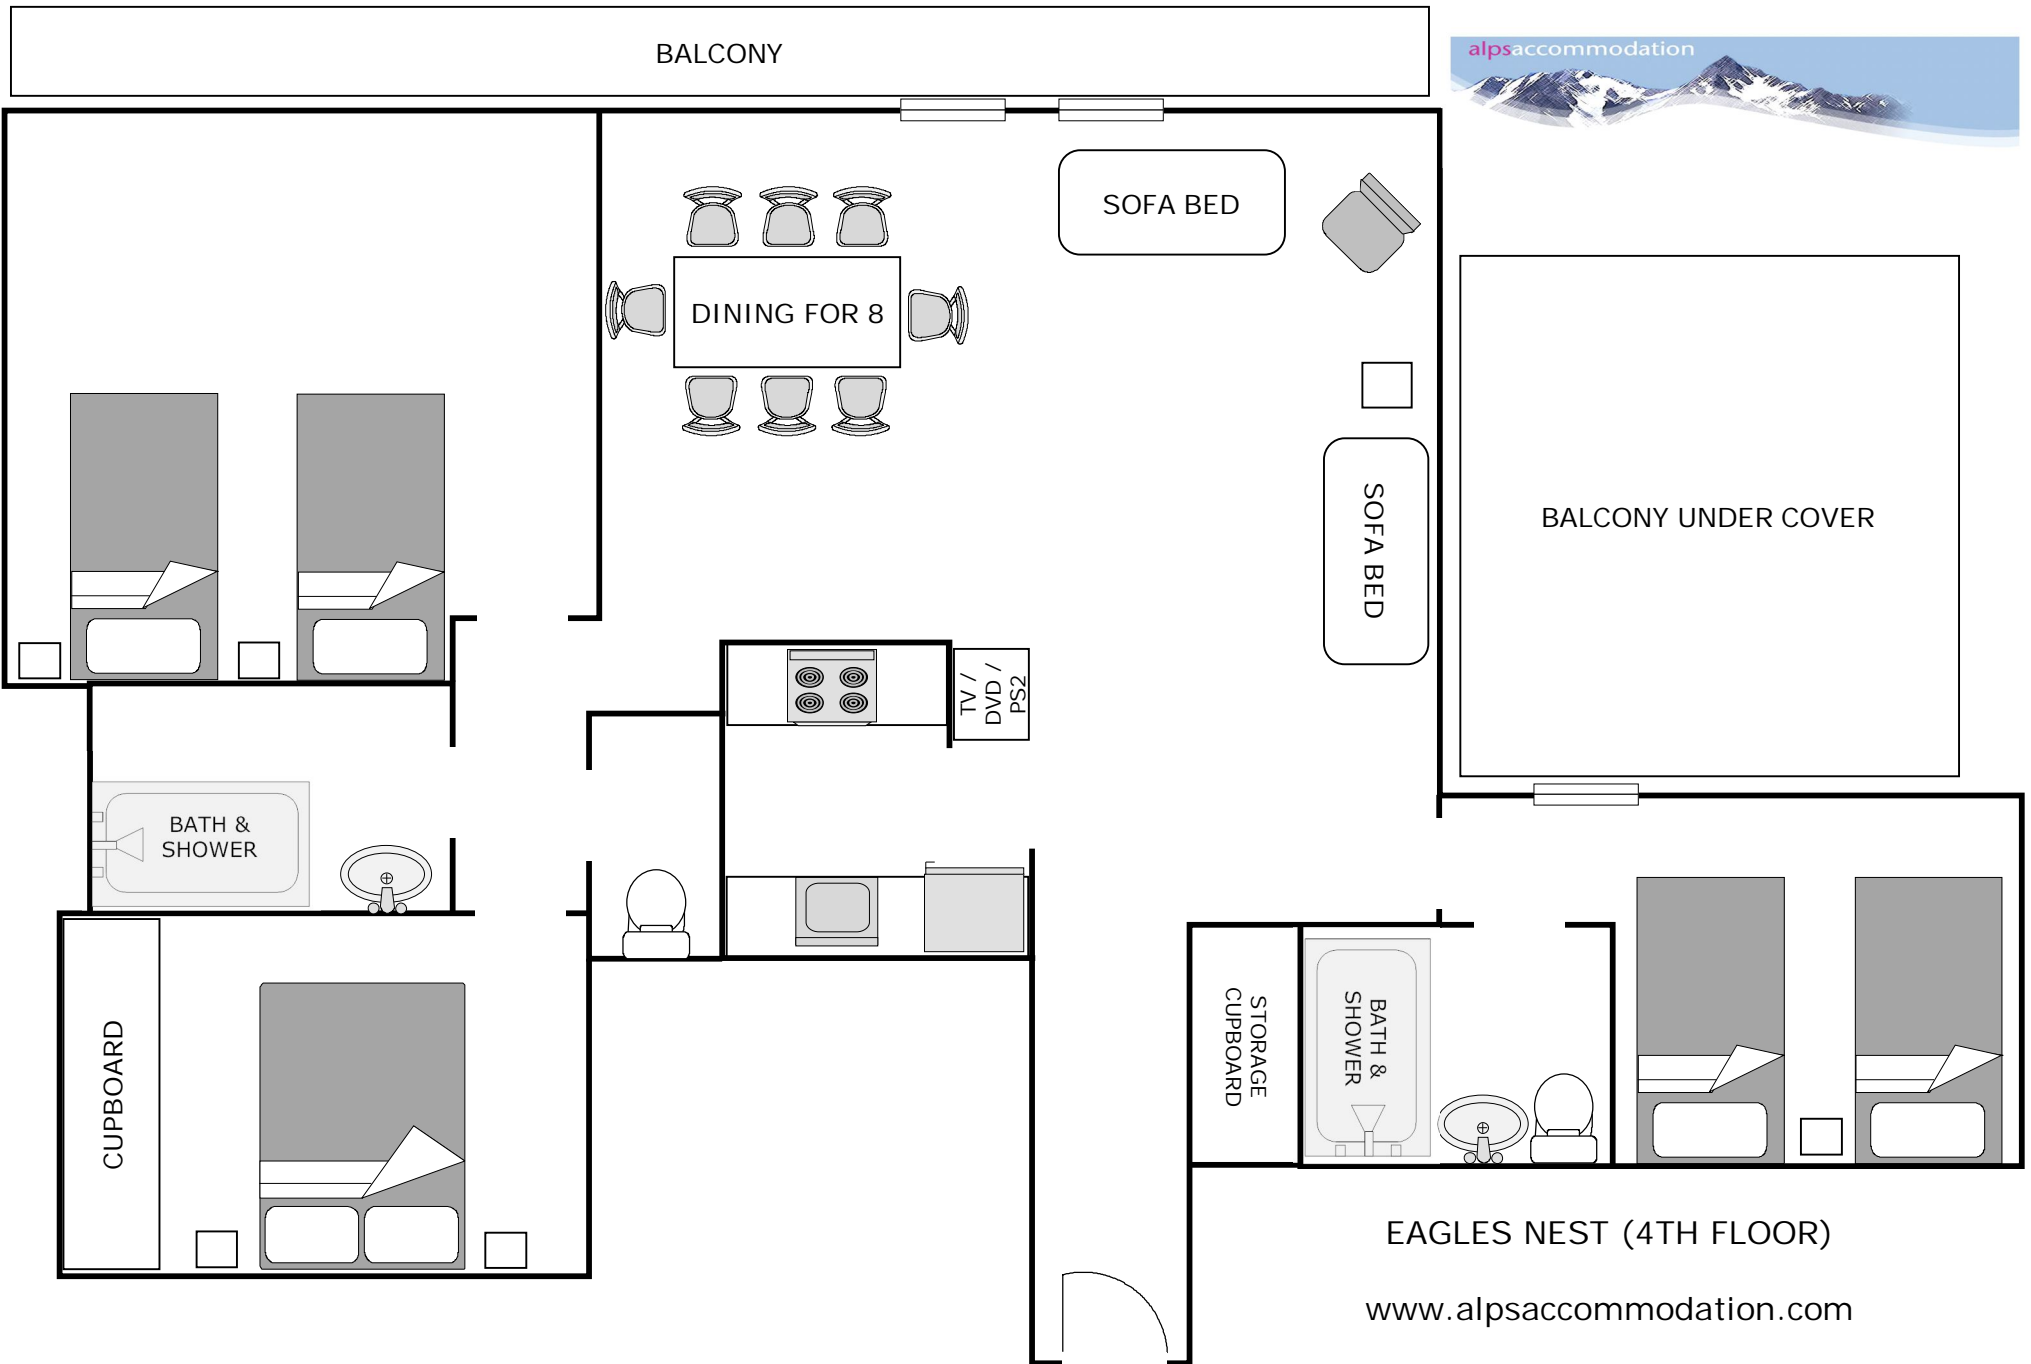 BALCONY
alpsaccommodation
SOFA BED
DINING FOR 8
SOFA BED
BALCONY UNDER COVER
TV /
DVD /
PS2
BATH &
SHOWER
CUPBOARD
STORAGE
CUPBOARD
BATH &
SHOWER
EAGLES NEST (4TH FLOOR)
www.alpsaccommodation.com